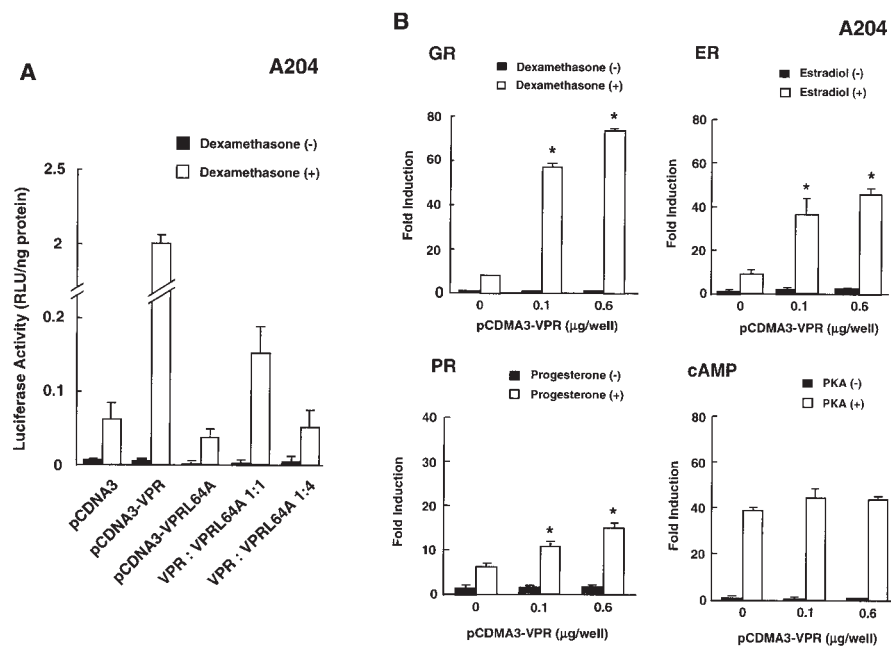 A
A204
Dexamethasone (-)
Dexamethasone (+)
Luciferase Activity (RLU/ng protein)
2.5
2
0.2
0.1
0
pCDNA3
pCDNA3-VPR
pCDNA3-VPRL64A
VPR : VPRL64A 1:1
VPR : VPRL64A 1:4
B
A204
GR
Dexamethasone (-)
Dexamethasone (+)
Fold Induction
80
60
40
20
0
*
*
0
0.1
0.6
pCDMA3-VPR (μg/well)
ER
Estradiol (-)
Estradiol (+)
Fold Induction
80
60
40
20
0
*
*
0
0.1
0.6
pCDMA3-VPR (μg/well)
PR
Progesterone (-)
Progesterone (+)
Fold Induction
40
30
20
10
0
*
*
0
0.1
0.6
pCDMA3-VPR (μg/well)
cAMP
PKA (-)
PKA (+)
Fold Induction
80
60
40
20
0
0
0.1
0.6
pCDMA3-VPR (μg/well)